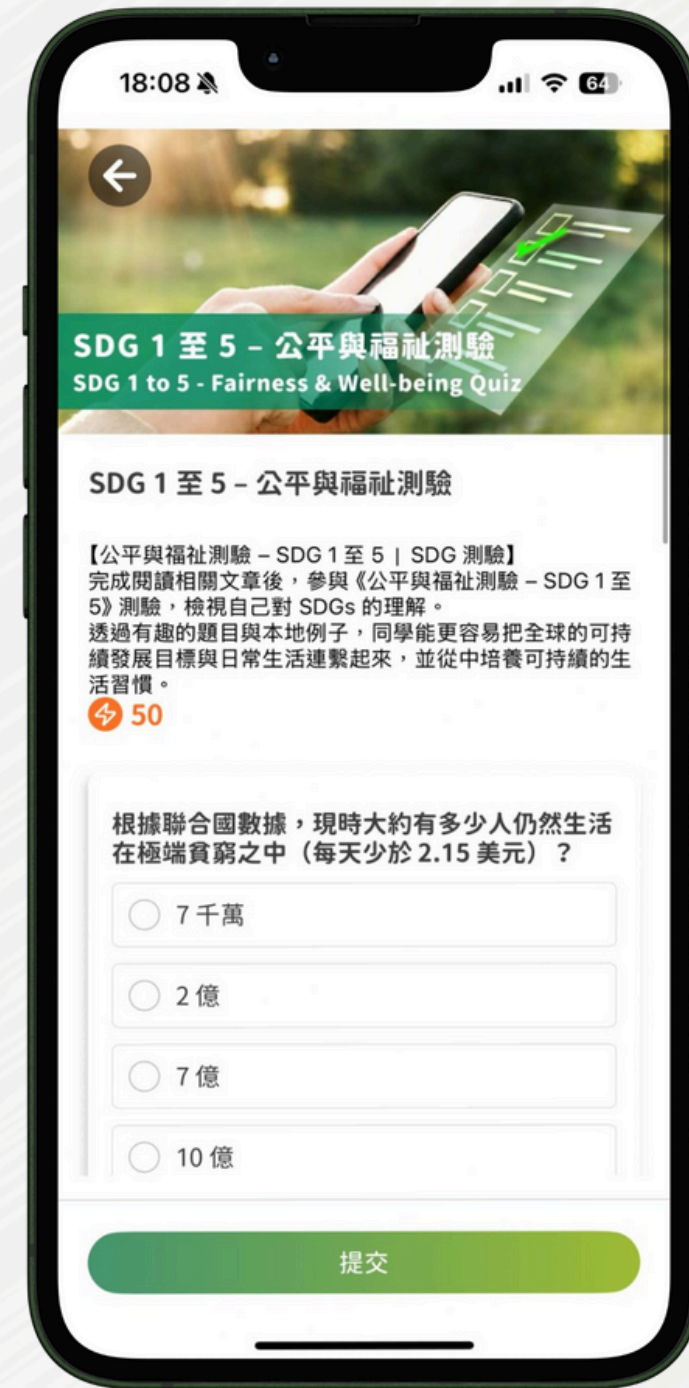 18:08
64
SDG 1 至 5 – 公平與福祉測驗
SDG 1 to 5 - Fairness & Well-being Quiz
SDG 1 至 5 – 公平與福祉測驗
【公平與福祉測驗 – SDG 1 至 5 | SDG 測驗】
完成閱讀相關文章後，參與《公平與福祉測驗 – SDG 1 至
5》測驗，檢視自己對 SDGs 的理解。
透過有趣的題目與本地例子，同學能更容易把全球的可持
續發展目標與日常生活連繫起來，並從中培養可持續的生
活習慣。
50
根據聯合國數據，現時大約有多少人仍然生活
在極端貧窮之中（每天少於 2.15 美元）？
7 千萬
2 億
7 億
10 億
提交